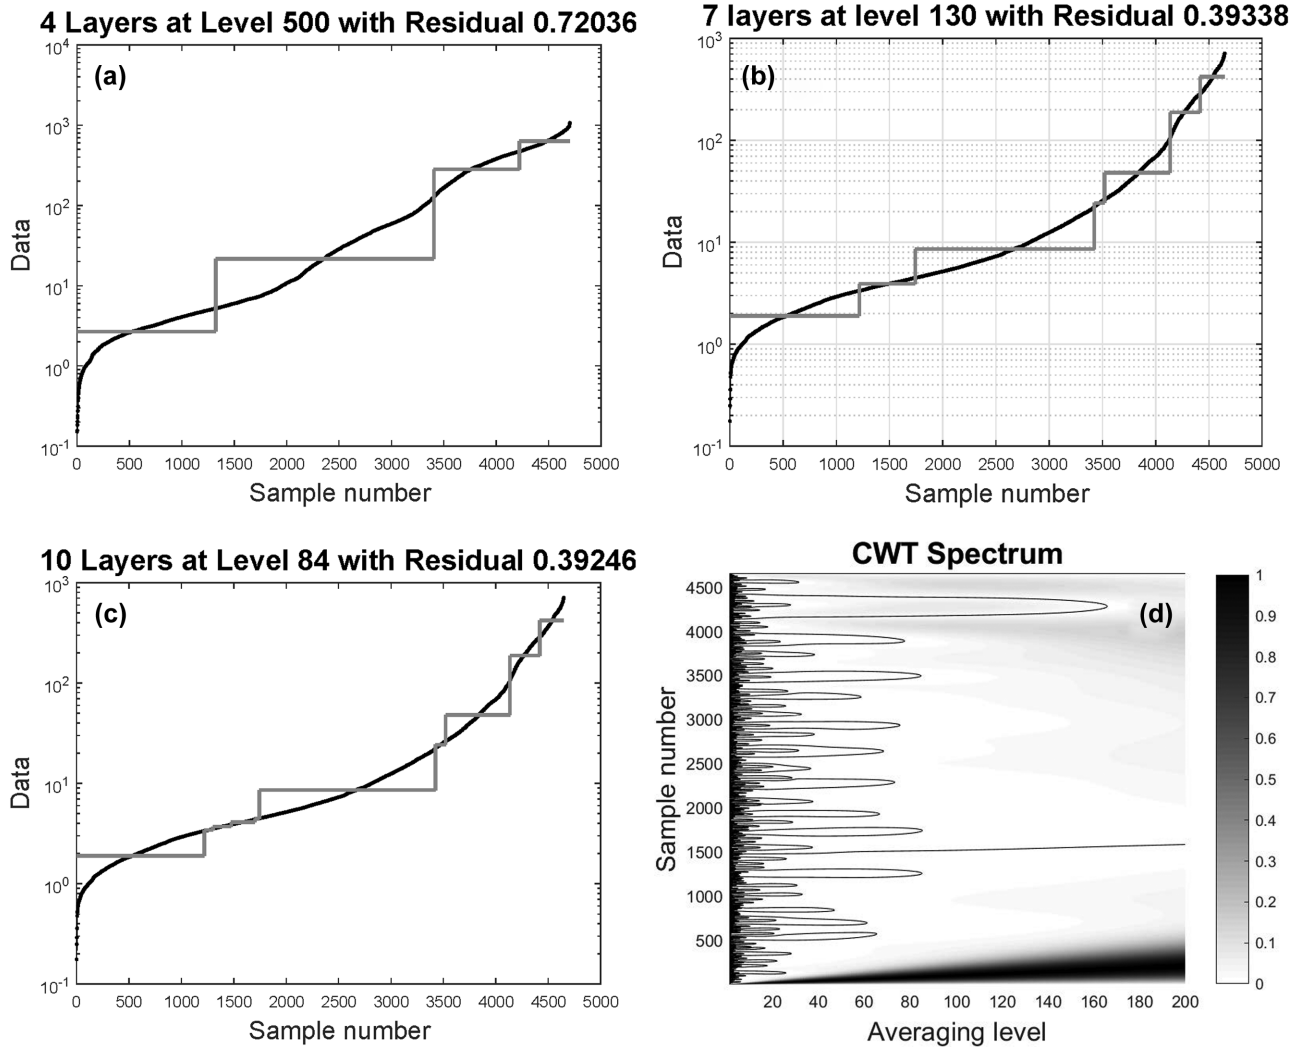 4 Layers at Level 500 with Residual 0.72036
(a)
10^4
10^3
10^2
10^1
10^0
10^-1
Data
0 500 1000 1500 2000 2500 3000 3500 4000 4500 5000
Sample number
7 layers at level 130 with Residual 0.39338
(b)
10^3
10^2
10^1
10^0
10^-1
Data
0 500 1000 1500 2000 2500 3000 3500 4000 4500 5000
Sample number
10 Layers at Level 84 with Residual 0.39246
(c)
10^3
10^2
10^1
10^0
10^-1
Data
0 500 1000 1500 2000 2500 3000 3500 4000 4500 5000
Sample number
CWT Spectrum
(d)
4500
4000
3500
3000
2500
2000
1500
1000
500
Sample number
20 40 60 80 100 120 140 160 180 200
Averaging level
1
0.9
0.8
0.7
0.6
0.5
0.4
0.3
0.2
0.1
0